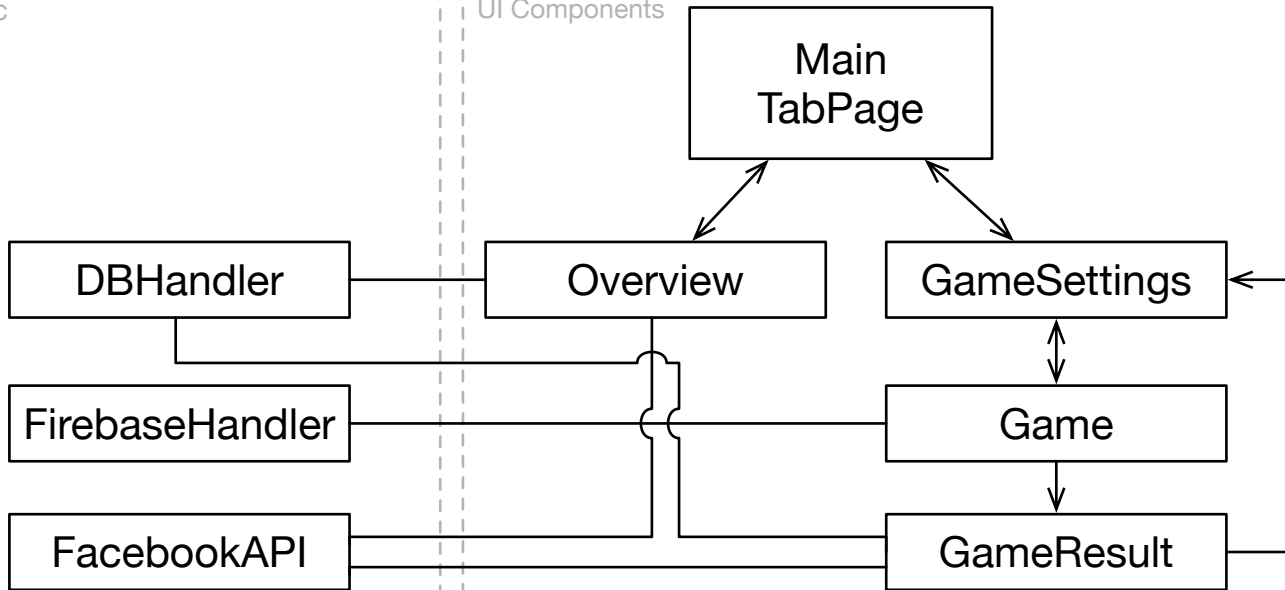 UI Components
Main
TabPage
DBHandler
Overview
GameSettings
FirebaseHandler
Game
FacebookAPI
GameResult